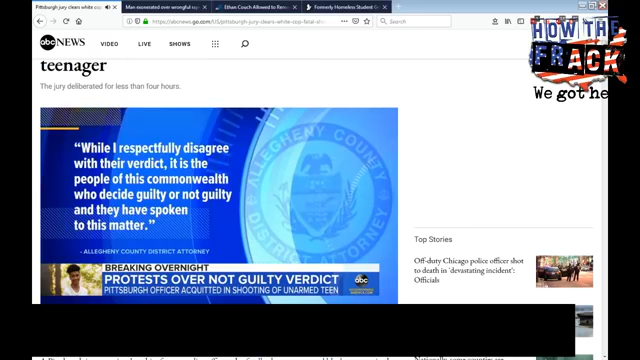 Pittsburgh jury clears white cop
Man exonerated over wrongful
Ethan Couch Allowed to Remo
Formerly Homeless Student G
https://abcnews.go.com/US/pittsburgh-jury-clears-white-cop-fatal-sho
Search
abc NEWS VIDEO LIVE SHOWS
HOW THE
FRACK
We got he
teenager
The jury deliberated for less than four hours.
“While I respectfully disagree
with their verdict, it is the
people of this commonwealth
who decide guilty or not guilty
and they have spoken
to this matter.”
- ALLEGHENY COUNTY DISTRICT ATTORNEY
ALLEGHENY COUNTY
BREAKING OVERNIGHT
PROTESTS OVER NOT GUILTY VERDICT
PITTSBURGH OFFICER ACQUITTED IN SHOOTING OF UNARMED TEEN
abc
Top Stories
Off-duty Chicago police officer shot
to death in 'devastating incident':
Officials